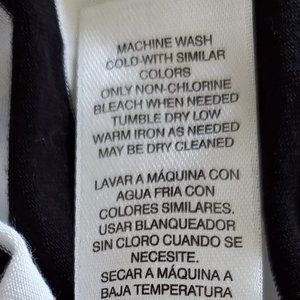 MACHINE WASH
COLD-WITH SIMILAR
COLORS
ONLY NON-CHLORINE
BLEACH WHEN NEEDED
TUMBLE DRY LOW
WARM IRON AS NEEDED
MAY BE DRY CLEANED
LAVAR A MÁQUINA CON
AGUA FRIA CON
COLORES SIMILARES.
USAR BLANQUEADOR
SIN CLORO CUANDO SE
NECESITE.
SECAR A MÁQUINA A
BAJA TEMPERATURA